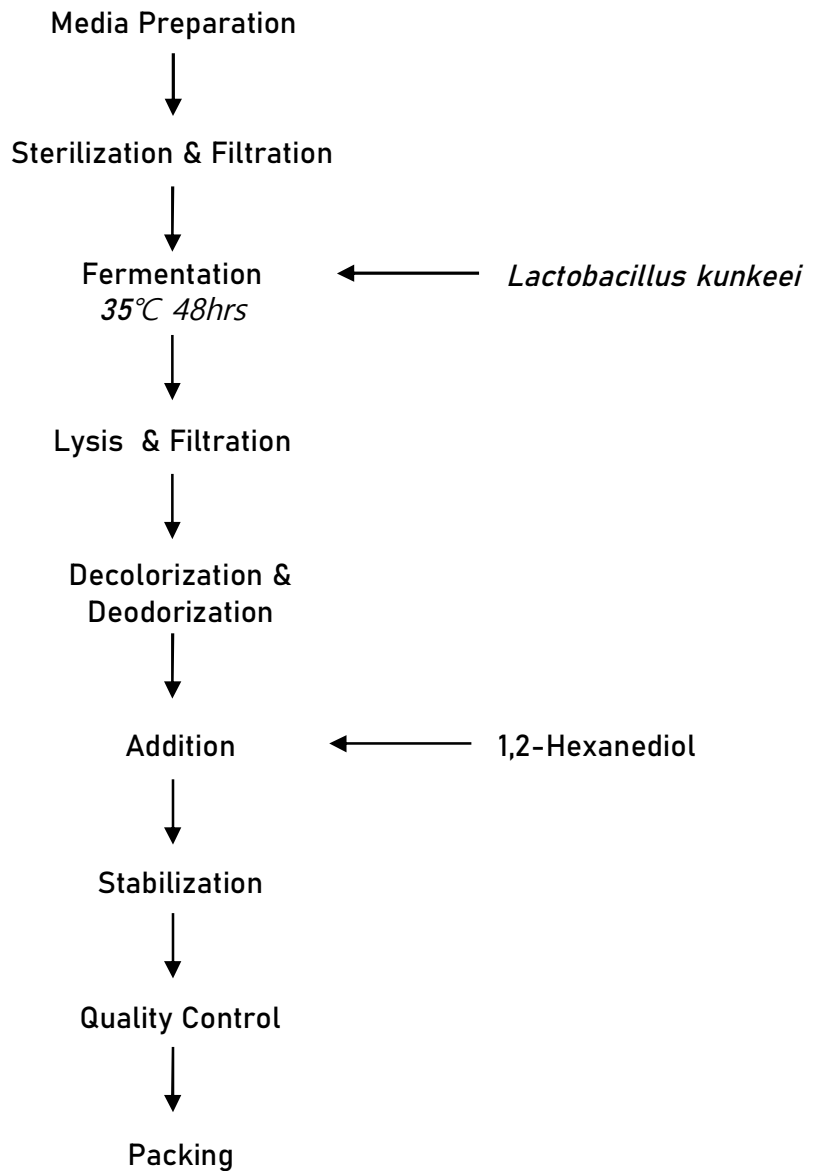 Media Preparation
Sterilization & Filtration
Fermentation
Lactobacillus kunkeei
35℃ 48hrs
Lysis & Filtration
Decolorization &
Deodorization
Addition
1,2-Hexanediol
Stabilization
Quality Control
Packing